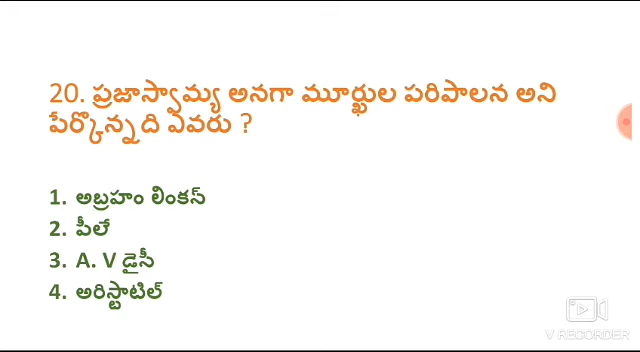 20. ప్రజాస్వామ్య అనగా మూర్ఖుల పరిపాలన అని
పేర్కొన్నది ఎవరు ?
1. అబ్రహం లింకన్
2. పీలే
3. A. V డైసీ
4. అరిస్టాటిల్
V RECORDER